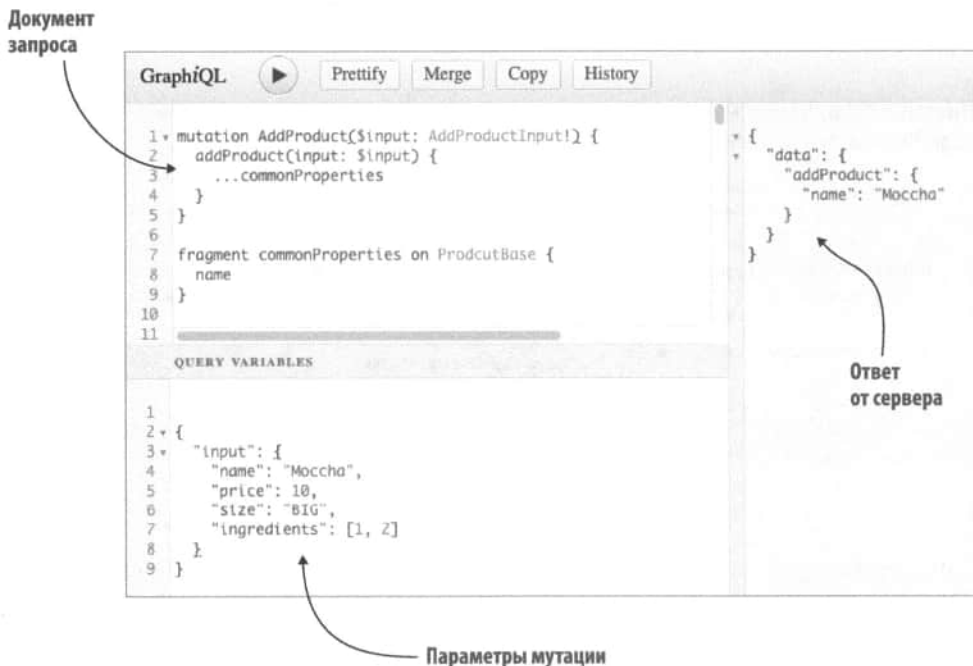 Документ
запроса
GraphiQL Prettify Merge Copy History
1 mutation AddProduct($input: AddProductInput!) {
2 addProduct(input: $input) {
3 ...commonProperties
4 }
5 }
6
7 fragment commonProperties on ProdcutBase {
8 name
9 }
10
11
QUERY VARIABLES
1
2 {
3 "input": {
4 "name": "Moccha",
5 "price": 10,
6 "size": "BIG",
7 "ingredients": [1, 2]
8 }
9 }
{
"data": {
"addProduct": {
"name": "Moccha"
}
}
}
Ответ
от сервера
Параметры мутации